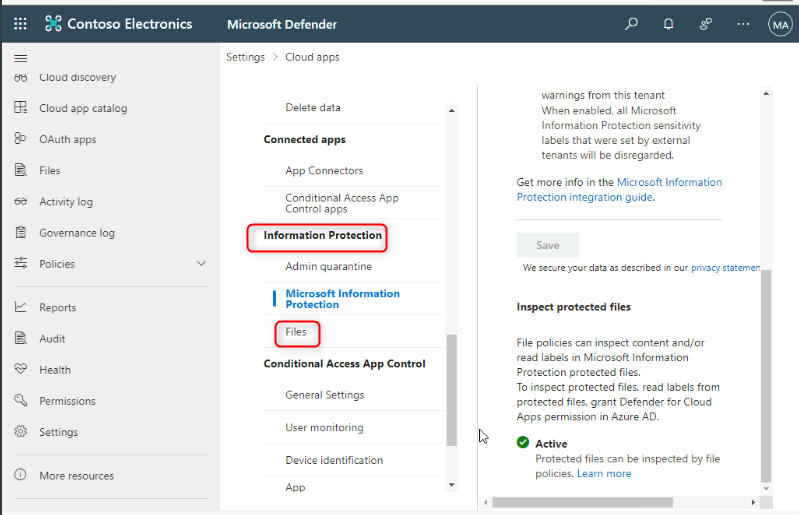 Contoso Electronics
Microsoft Defender
MA
Settings > Cloud apps
Cloud discovery
Cloud app catalog
OAuth apps
Files
Activity log
Governance log
Policies
Reports
Audit
Health
Permissions
Settings
More resources
Delete data
Connected apps
App Connectors
Conditional Access App
Control apps
Information Protection
Admin quarantine
Microsoft Information
Protection
Files
Conditional Access App Control
General Settings
User monitoring
Device identification
App
warnings from this tenant
When enabled, all Microsoft
Information Protection sensitivity
labels that were set by external
tenants will be disregarded.
Get more info in the Microsoft Information
Protection integration guide.
Save
We secure your data as described in our privacy statemen
Inspect protected files
File policies can inspect content and/or
read labels in Microsoft Information
Protection protected files.
To inspect protected files, read labels from
protected files, grant Defender for Cloud
Apps permission in Azure AD.
Active
Protected files can be inspected by file
policies. Learn more